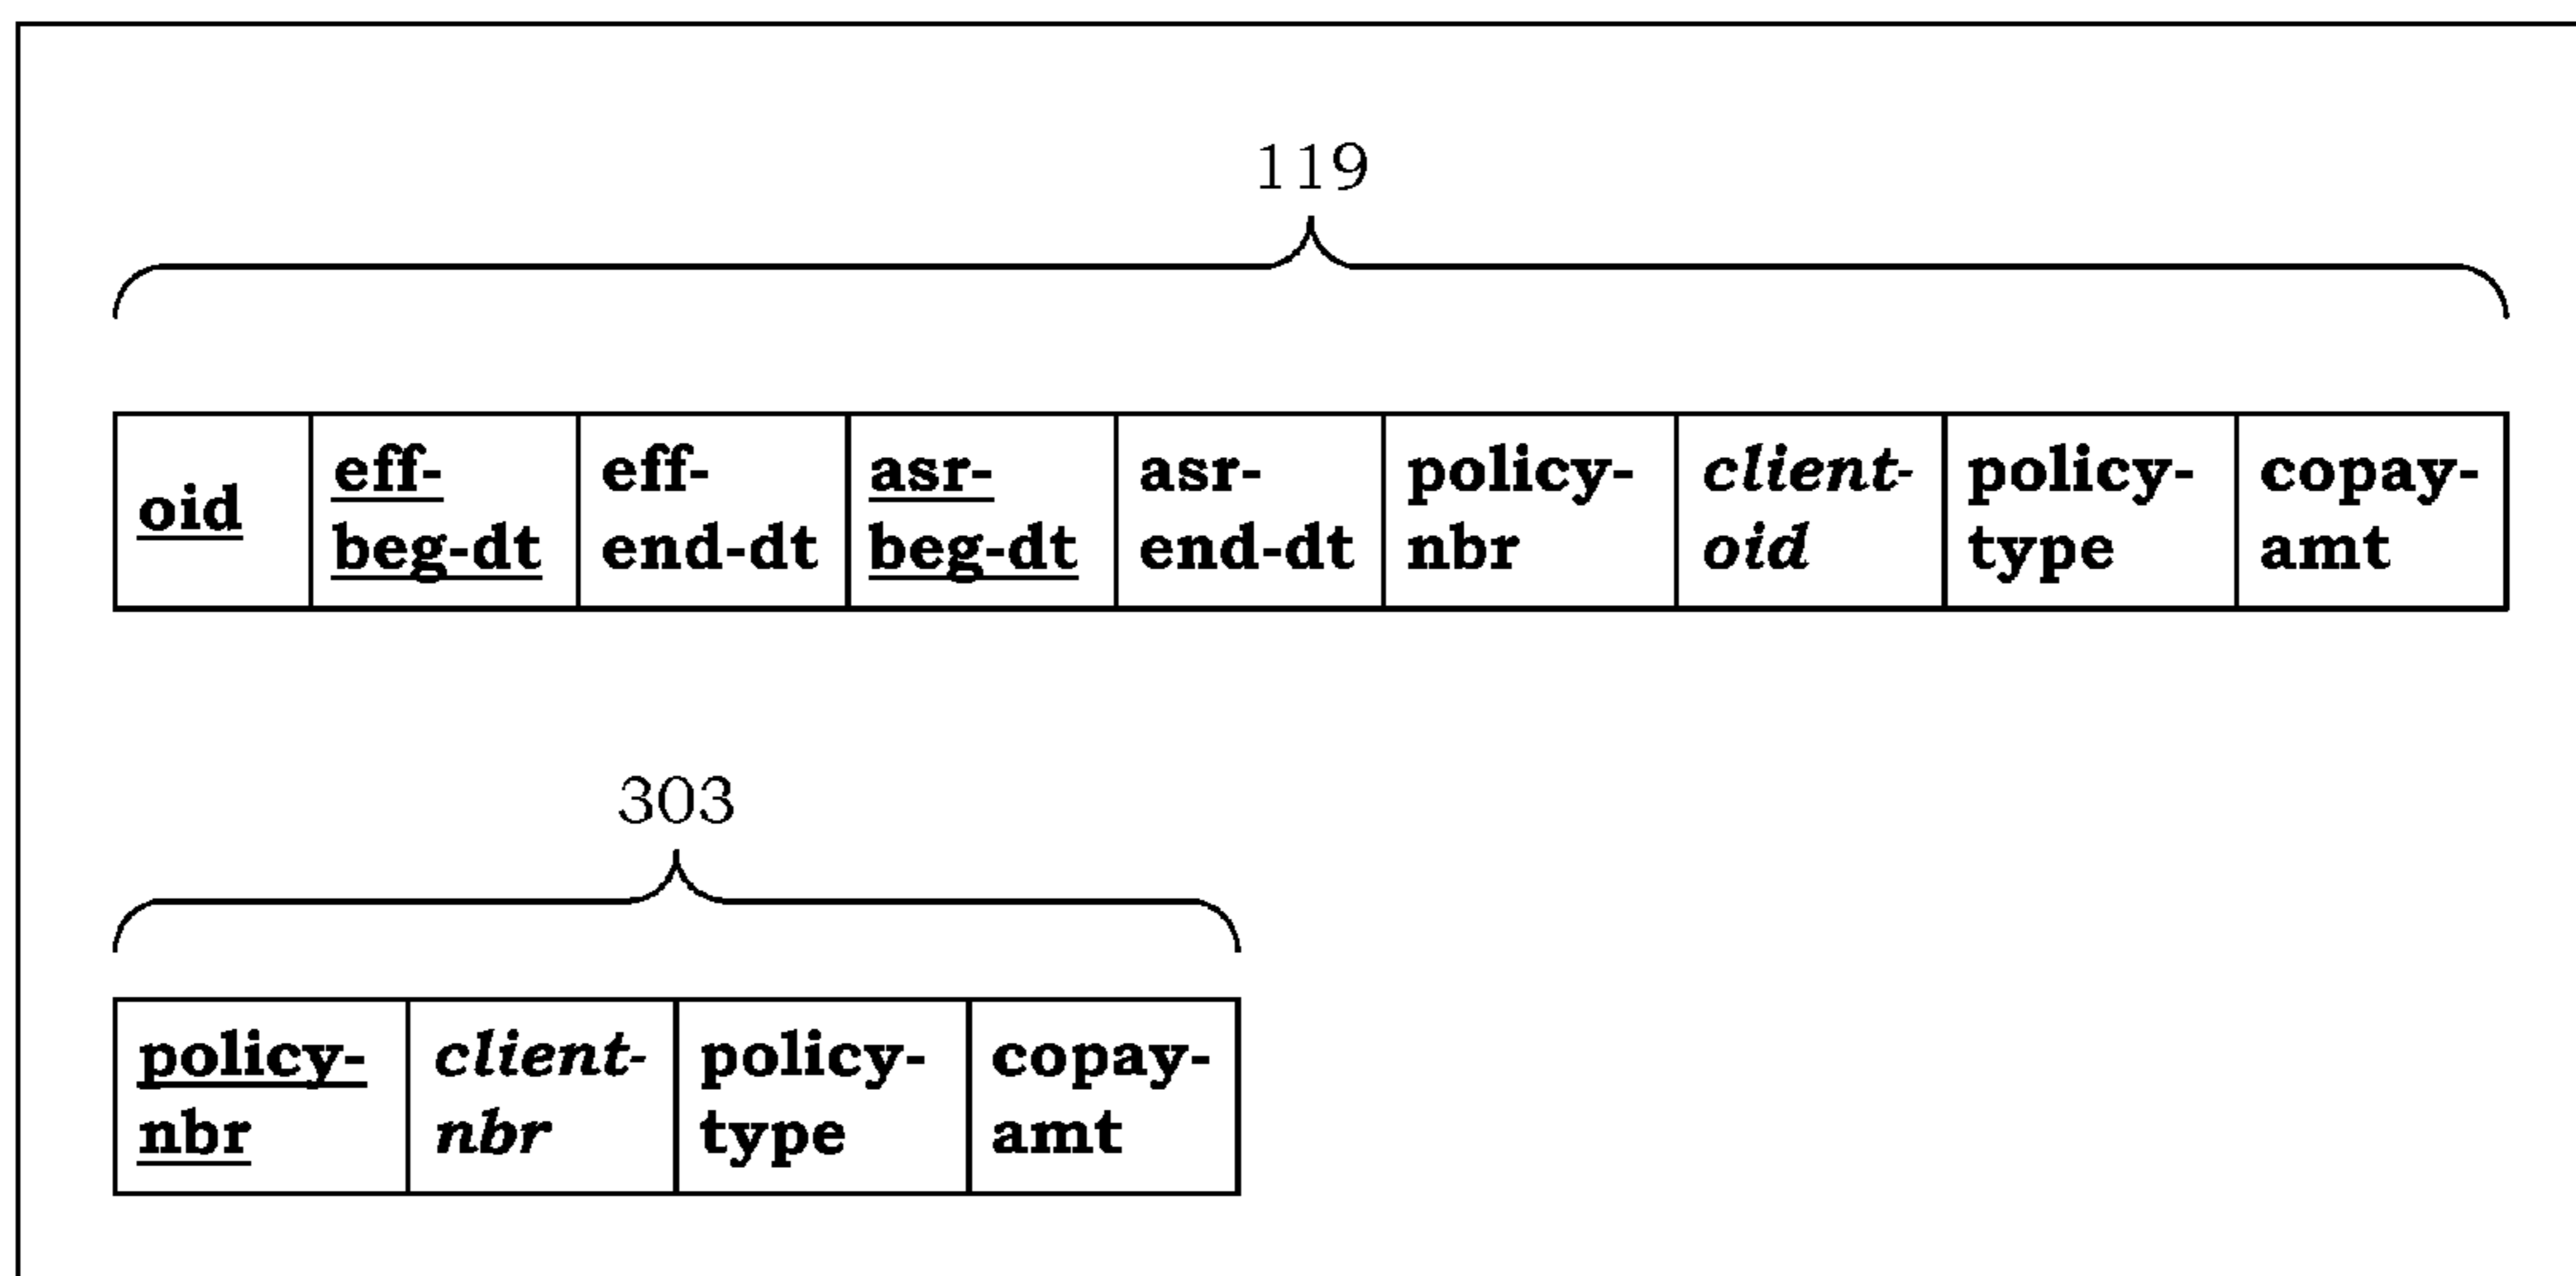 119
oid eff- eff- asr- asr- policy- client- policy- copay-
beg-dt end-dt beg-dt end-dt nbr oid type amt
303
policy- client- policy- copay-
nbr nbr type amt